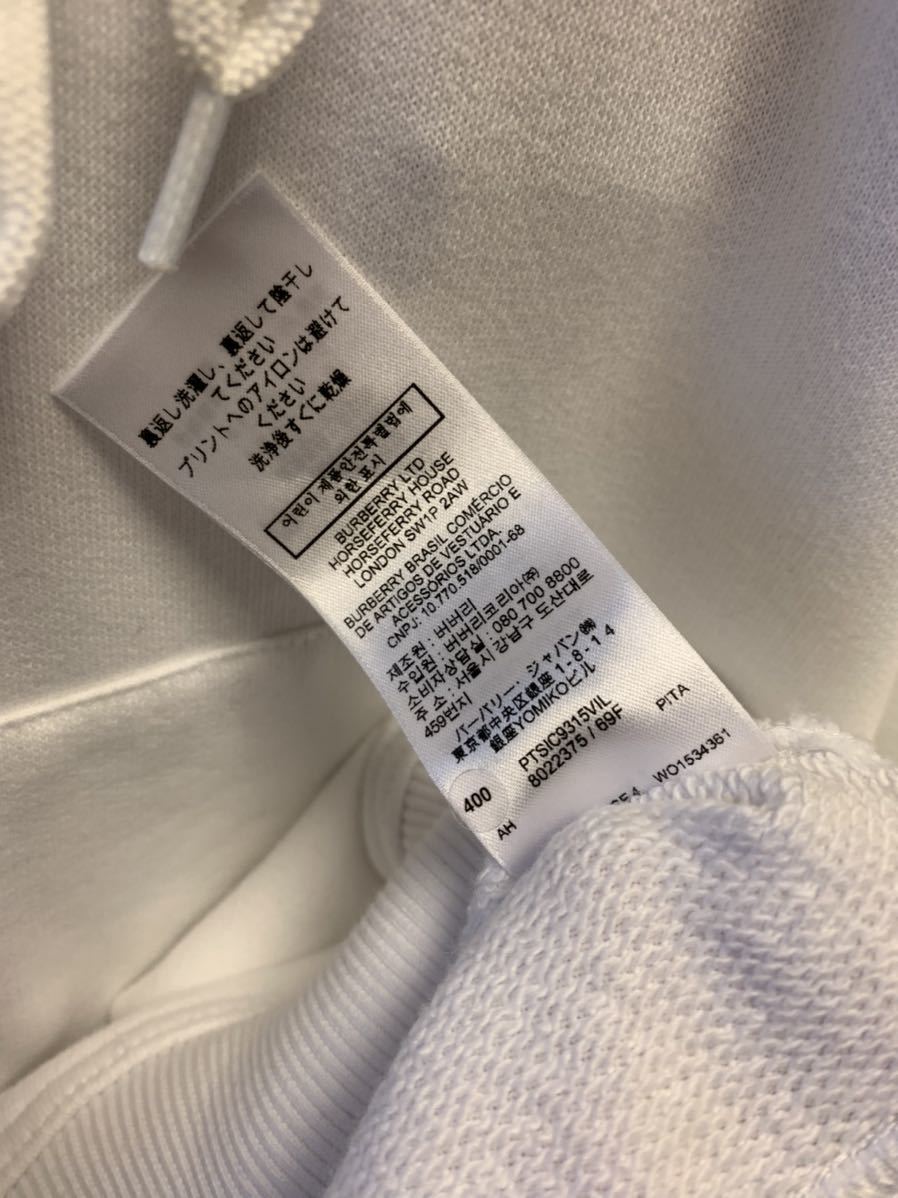 裏返し洗濯し、裏返して陰干し
てください
プリントへのアイロンは避けて
ください
洗浄後すぐに乾燥
어린이 제품안전특별법에
의한 표시
BURBERRY LTD
HORSEFERRY HOUSE
HORSEFERRY ROAD
LONDON SW1P 2AW
BURBERRY BRASIL COMÉRCIO
DE ARTIGOS DE VESTUÁRIO E
ACESSÓRIOS LTDA.
CNPJ: 10.770.518/0001-68
제조원 : 버버리
수입원 : 버버리코리아㈜
소비자상담실 : 080 700 8800
주소 : 서울시 강남구 도산대로
459번지
バーバリー・ジャパン㈱
東京都中央区銀座 1-8-14
銀座YOMIKOビル
PTSIC9315VIL
8022375 / 69F PITA
400
AH WO1534361